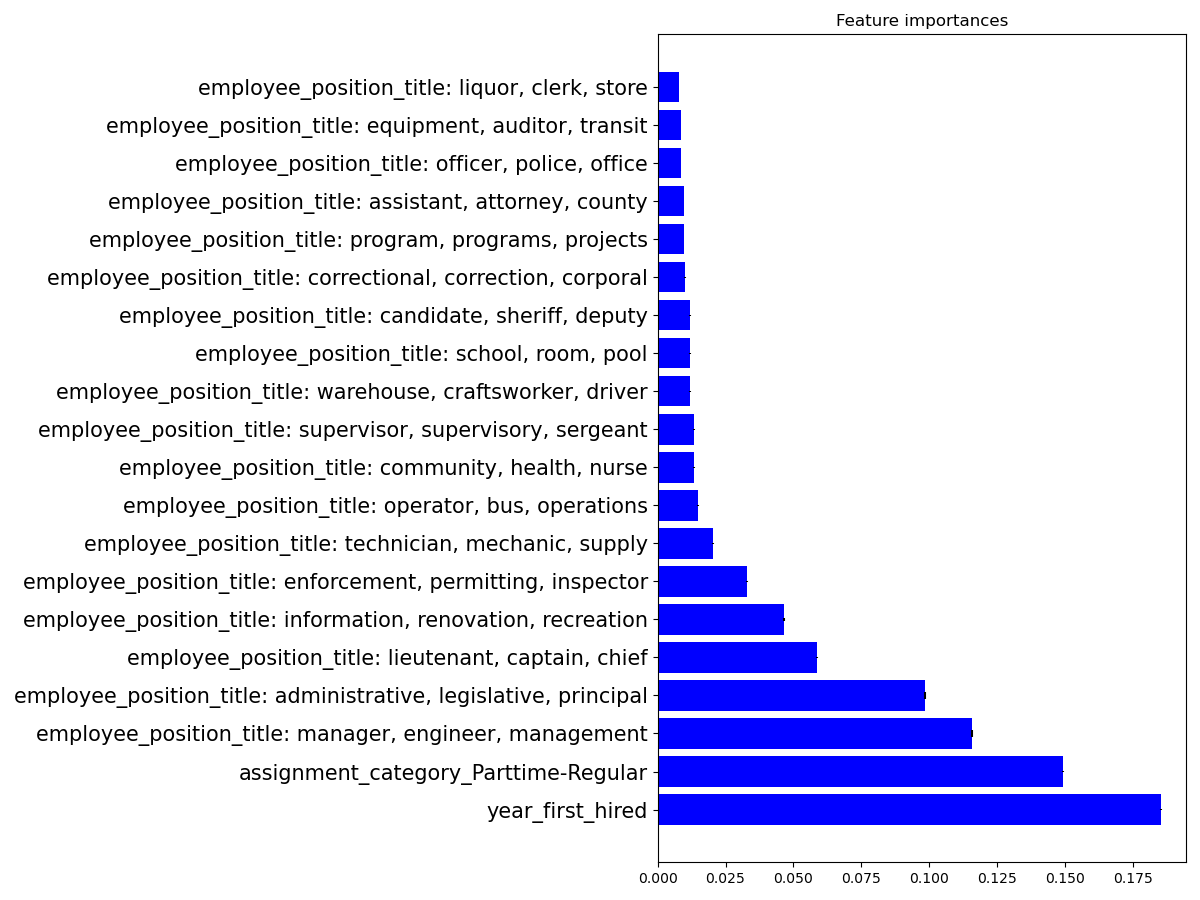 Feature importances
employee_position_title: liquor, clerk, store
employee_position_title: equipment, auditor, transit
employee_position_title: officer, police, office
employee_position_title: assistant, attorney, county
employee_position_title: program, programs, projects
employee_position_title: correctional, correction, corporal
employee_position_title: candidate, sheriff, deputy
employee_position_title: school, room, pool
employee_position_title: warehouse, craftsworker, driver
employee_position_title: supervisor, supervisory, sergeant
employee_position_title: community, health, nurse
employee_position_title: operator, bus, operations
employee_position_title: technician, mechanic, supply
employee_position_title: enforcement, permitting, inspector
employee_position_title: information, renovation, recreation
employee_position_title: lieutenant, captain, chief
employee_position_title: administrative, legislative, principal
employee_position_title: manager, engineer, management
assignment_category_Parttime-Regular
year_first_hired
0.000 0.025 0.050 0.075 0.100 0.125 0.150 0.175